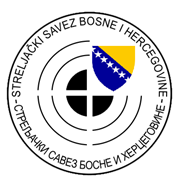 STRELJAČKI SAVEZ BOSNE I HERCEGOVINE
СТРЕЉАЧКИ САВЕЗ БОСНЕ И ХЕРЦЕГОВИНЕ